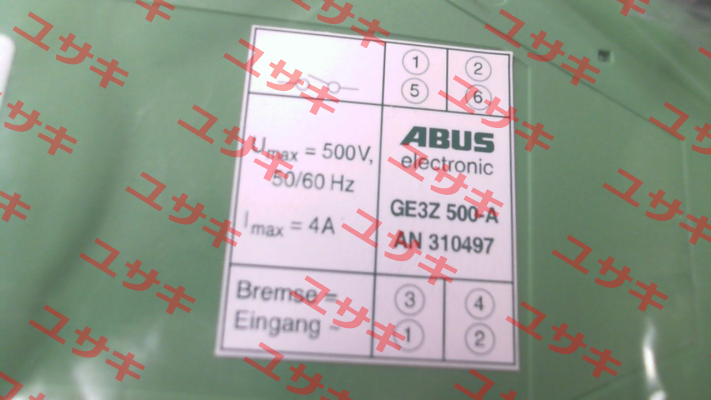 ① ②
⑤ ⑥
Umax = 500V,
50/60 Hz
Imax = 4A
ABUS
electronic
GE3Z 500-A
AN 310497
Bremse = ③ ④
Eingang - ① ②
ユサキ